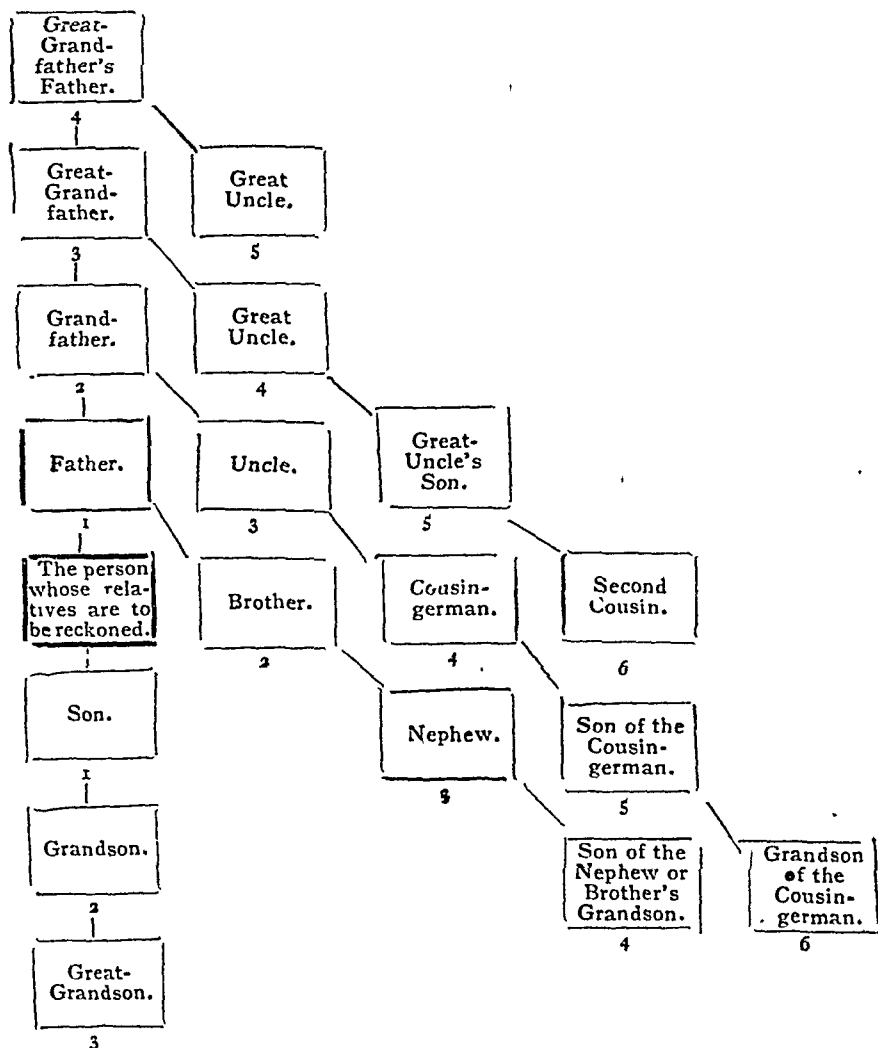 Great-
Grand-
father's
Father.
4
Great-
Grand-
father.
3
Great
Uncle.
5
Grand-
father.
2
Great
Uncle.
4
Father.
1
Uncle.
3
Great-
Uncle's
Son.
5
The person
whose rela-
tives are to
be reckoned.
Brother.
2
Cousin-
german.
4
Second
Cousin.
6
Son.
1
Nephew.
3
Son of the
Cousin-
german.
5
Grandson.
2
Son of the
Nephew or
Brother's
Grandson.
4
Grandson
of the
Cousin-
german.
6
Great-
Grandson.
3